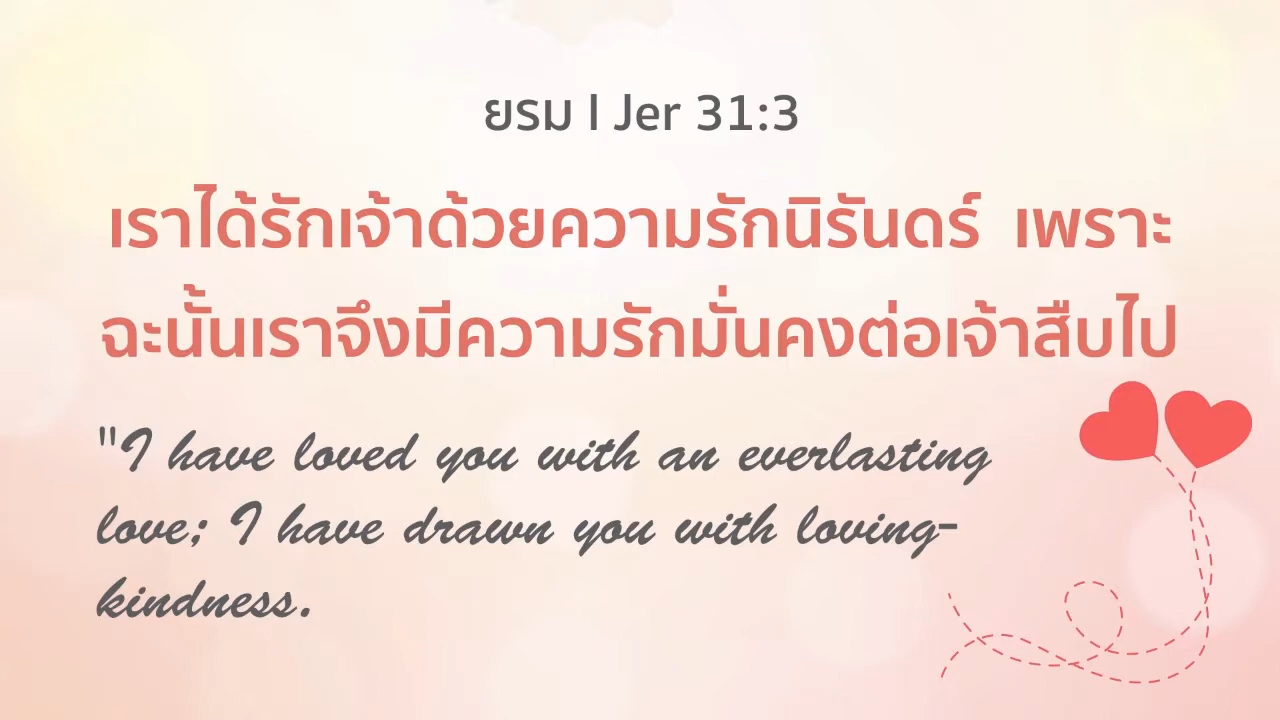 ยรม | Jer 31:3
เราได้รักเจ้าด้วยความรักนิรันดร์ เพราะ
ฉะนั้นเราจึงมีความรักมั่นคงต่อเจ้าสืบไป
"I have loved you with an everlasting
love; I have drawn you with loving-
kindness.